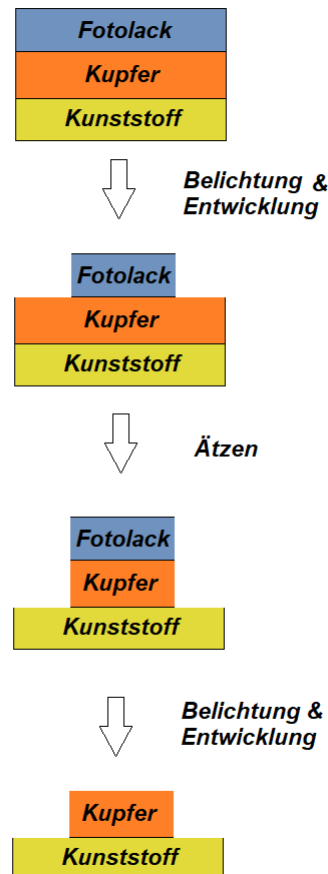 Fotolack
Kupfer
Kunststoff
Belichtung &
Entwicklung
Fotolack
Kupfer
Kunststoff
Ätzen
Fotolack
Kupfer
Kunststoff
Belichtung &
Entwicklung
Kupfer
Kunststoff